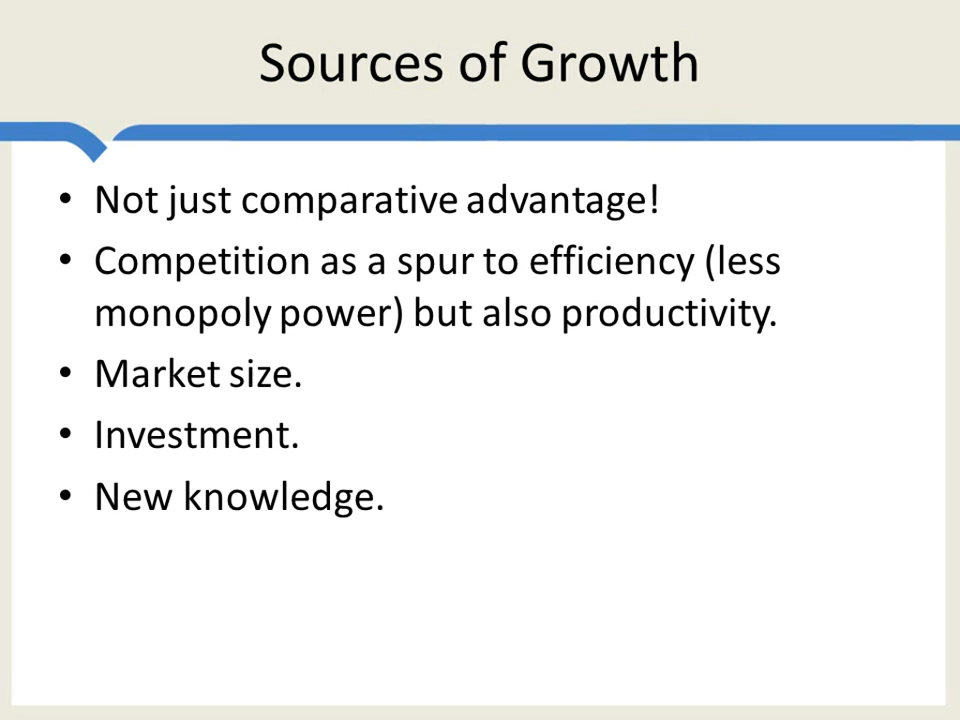 Sources of Growth
• Not just comparative advantage!
• Competition as a spur to efficiency (less
monopoly power) but also productivity.
• Market size.
• Investment.
• New knowledge.